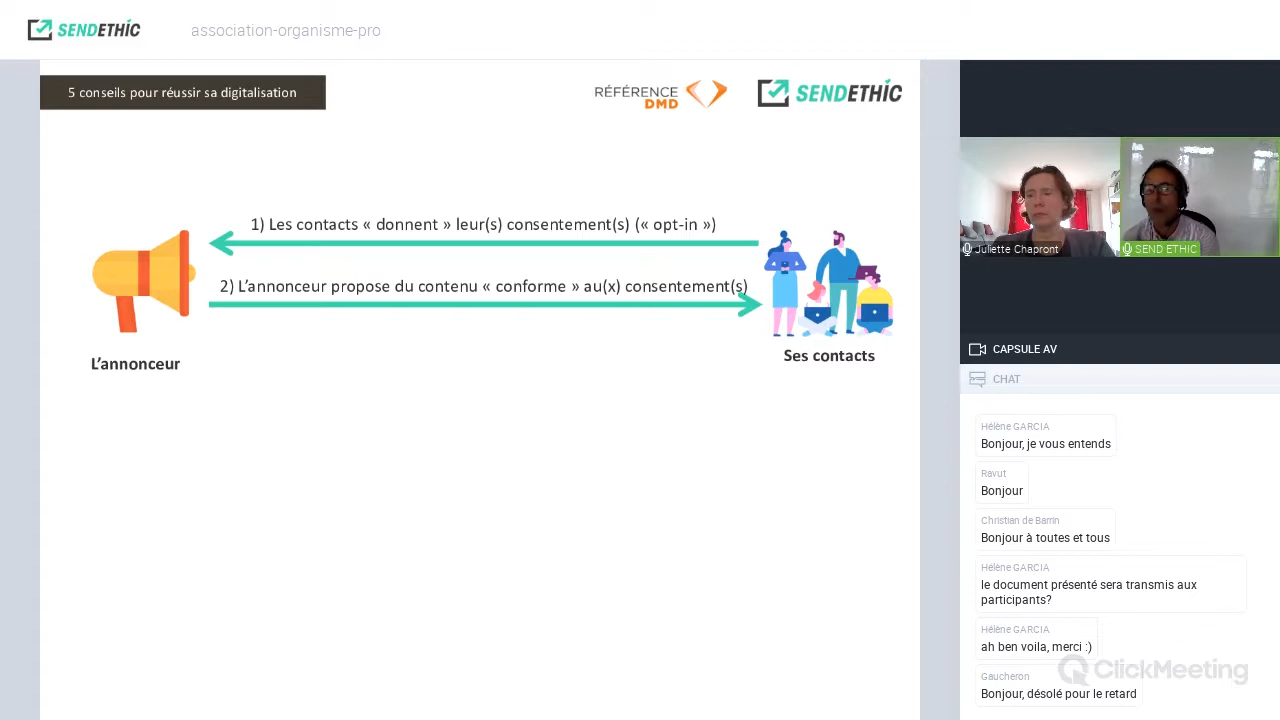 SENDETHIC
association-organisme-pro
5 conseils pour réussir sa digitalisation
RÉFÉRENCE
DMD
SENDETHIC
1) Les contacts « donnent » leur(s) consentement(s) (« opt-in »)
2) L’annonceur propose du contenu « conforme » au(x) consentement(s)
L’annonceur
Ses contacts
Juliette Chapront
SEND ETHIC
CAPSULE AV
CHAT
Hélène GARCIA
Bonjour, je vous entends
Ravut
Bonjour
Christian de Barrin
Bonjour à toutes et tous
Hélène GARCIA
le document présenté sera transmis aux
participants?
Hélène GARCIA
ah ben voila, merci :)
ClickMeeting
Gaucheron
Bonjour, désolé pour le retard